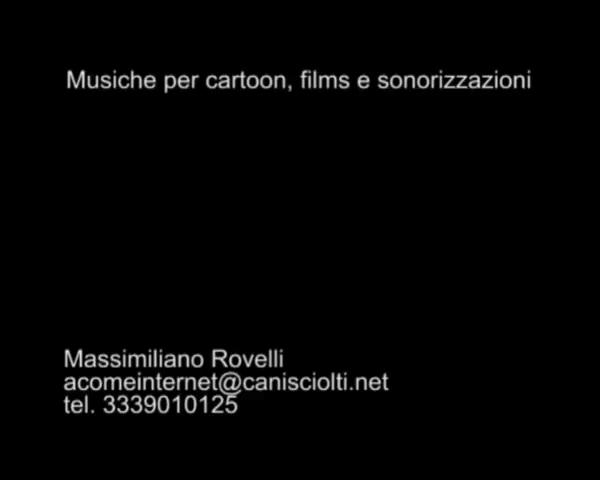 Musiche per cartoon, films e sonorizzazioni
Massimiliano Rovelli
acomeinternet@canisciolti.net
tel. 3339010125